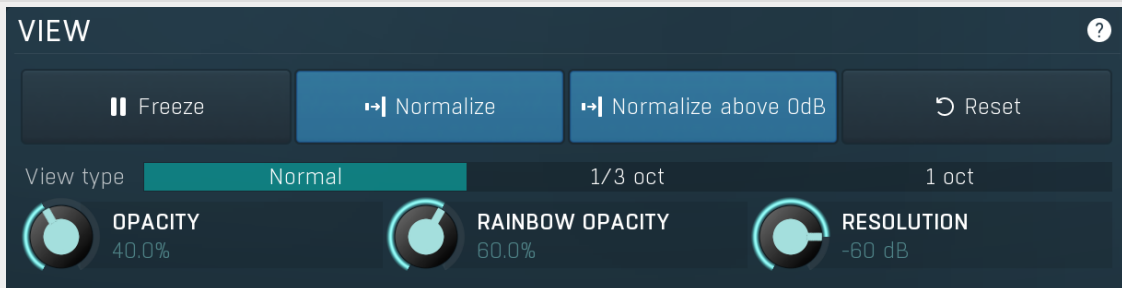 VIEW ?
Freeze Normalize Normalize above 0dB Reset
View type Normal 1/3 oct 1 oct
OPACITY RAINBOW OPACITY RESOLUTION
40.0% 60.0% -60 dB